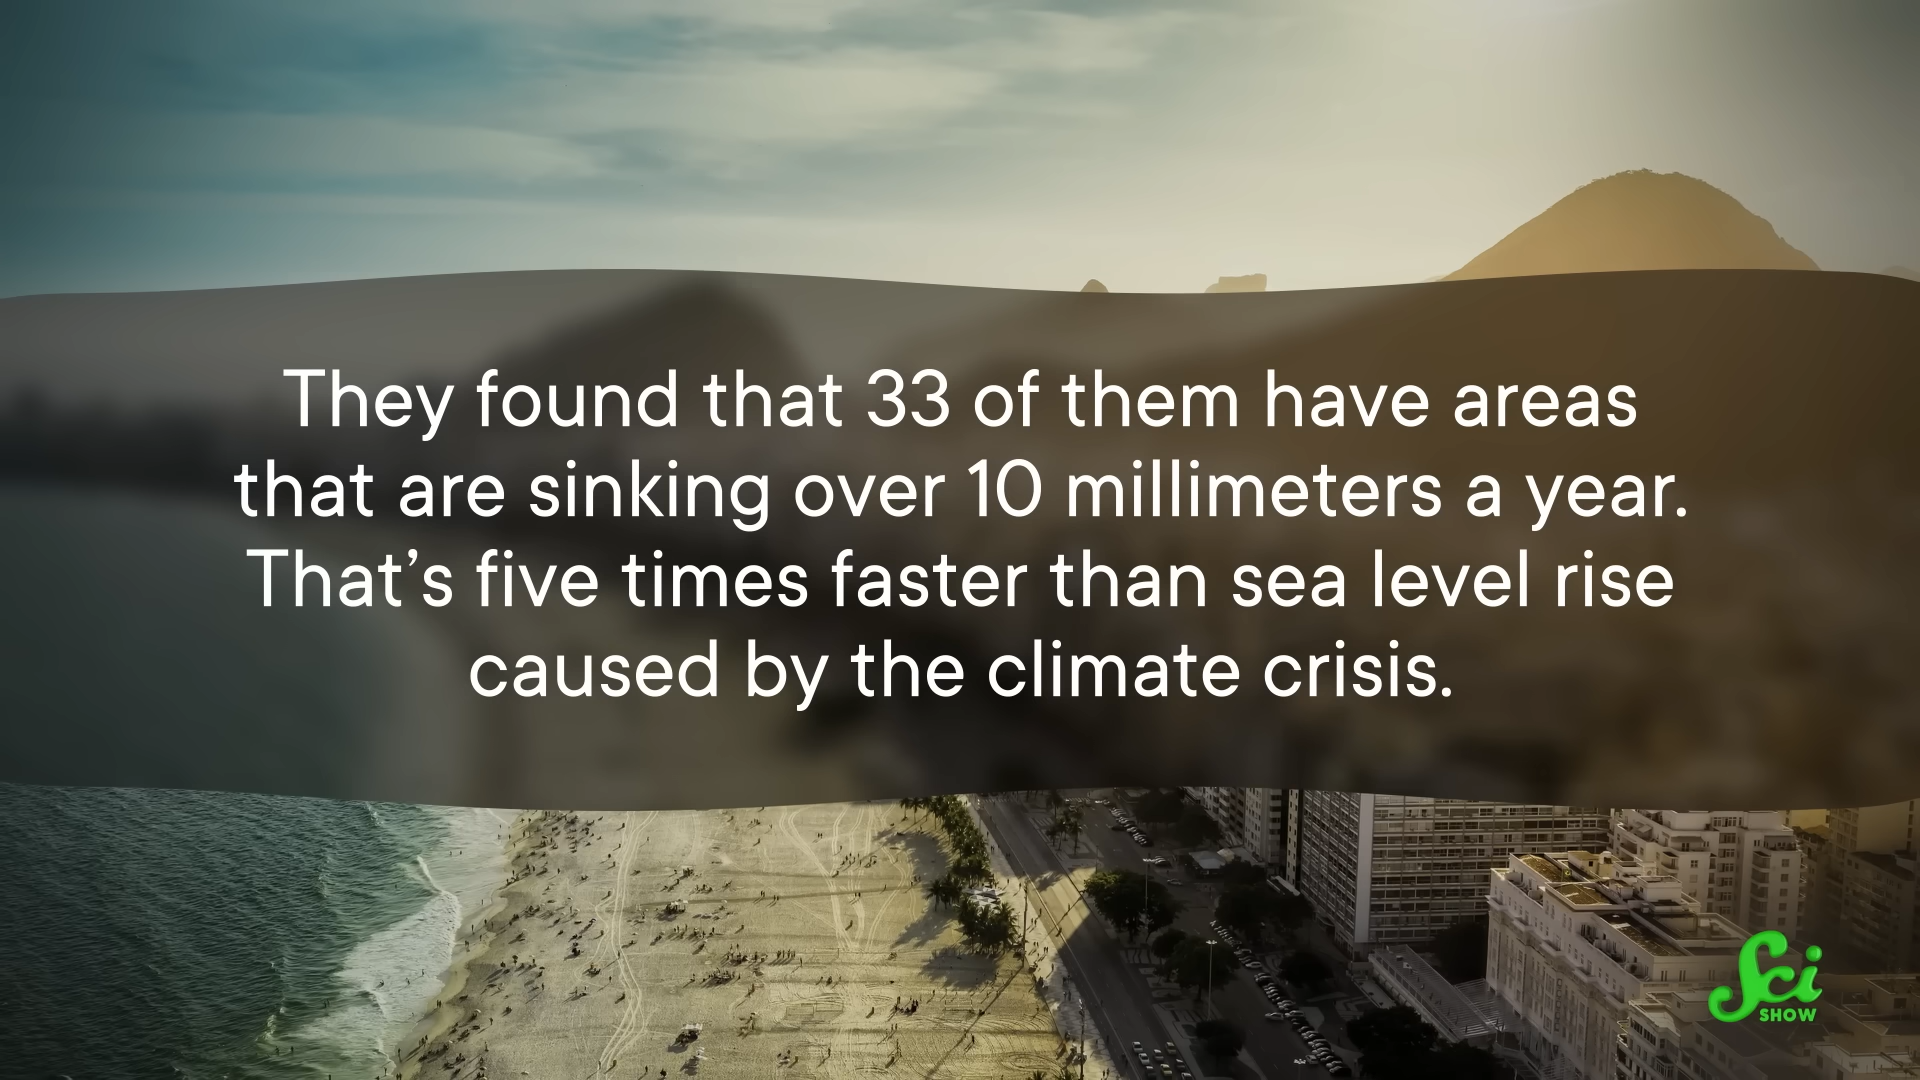 They found that 33 of them have areas
that are sinking over 10 millimeters a year.
That’s five times faster than sea level rise
caused by the climate crisis.
Sci
SHOW